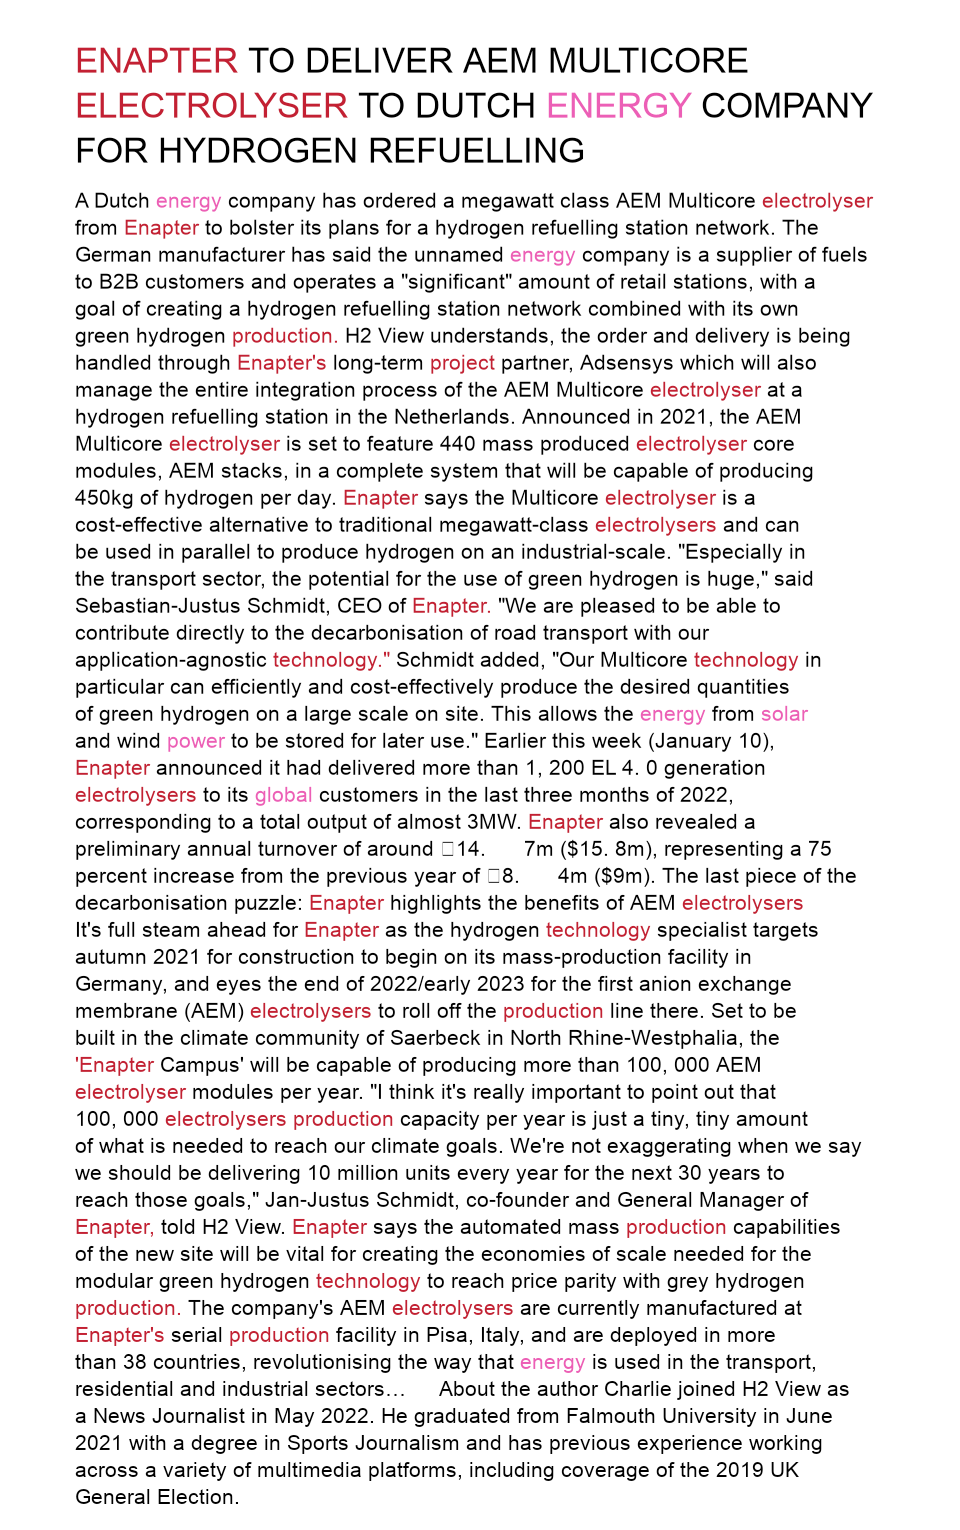 ENAPTER TO DELIVER AEM MULTICORE
ELECTROLYSER TO DUTCH ENERGY COMPANY
FOR HYDROGEN REFUELLING
A Dutch energy company has ordered a megawatt class AEM Multicore electrolyser
from Enapter to bolster its plans for a hydrogen refuelling station network. The
German manufacturer has said the unnamed energy company is a supplier of fuels
to B2B customers and operates a "significant" amount of retail stations, with a
goal of creating a hydrogen refuelling station network combined with its own
green hydrogen production. H2 View understands, the order and delivery is being
handled through Enapter's long-term project partner, Adsensys which will also
manage the entire integration process of the AEM Multicore electrolyser at a
hydrogen refuelling station in the Netherlands. Announced in 2021, the AEM
Multicore electrolyser is set to feature 440 mass produced electrolyser core
modules, AEM stacks, in a complete system that will be capable of producing
450kg of hydrogen per day. Enapter says the Multicore electrolyser is a
cost-effective alternative to traditional megawatt-class electrolysers and can
be used in parallel to produce hydrogen on an industrial-scale. "Especially in
the transport sector, the potential for the use of green hydrogen is huge," said
Sebastian-Justus Schmidt, CEO of Enapter. "We are pleased to be able to
contribute directly to the decarbonisation of road transport with our
application-agnostic technology." Schmidt added, "Our Multicore technology in
particular can efficiently and cost-effectively produce the desired quantities
of green hydrogen on a large scale on site. This allows the energy from solar
and wind power to be stored for later use." Earlier this week (January 10),
Enapter announced it had delivered more than 1, 200 EL 4. 0 generation
electrolysers to its global customers in the last three months of 2022,
corresponding to a total output of almost 3MW. Enapter also revealed a
preliminary annual turnover of around □14. 7m ($15. 8m), representing a 75
percent increase from the previous year of □8. 4m ($9m). The last piece of the
decarbonisation puzzle: Enapter highlights the benefits of AEM electrolysers
It's full steam ahead for Enapter as the hydrogen technology specialist targets
autumn 2021 for construction to begin on its mass-production facility in
Germany, and eyes the end of 2022/early 2023 for the first anion exchange
membrane (AEM) electrolysers to roll off the production line there. Set to be
built in the climate community of Saerbeck in North Rhine-Westphalia, the
'Enapter Campus' will be capable of producing more than 100, 000 AEM
electrolyser modules per year. "I think it's really important to point out that
100, 000 electrolysers production capacity per year is just a tiny, tiny amount
of what is needed to reach our climate goals. We're not exaggerating when we say
we should be delivering 10 million units every year for the next 30 years to
reach those goals," Jan-Justus Schmidt, co-founder and General Manager of
Enapter, told H2 View. Enapter says the automated mass production capabilities
of the new site will be vital for creating the economies of scale needed for the
modular green hydrogen technology to reach price parity with grey hydrogen
production. The company's AEM electrolysers are currently manufactured at
Enapter's serial production facility in Pisa, Italy, and are deployed in more
than 38 countries, revolutionising the way that energy is used in the transport,
residential and industrial sectors… About the author Charlie joined H2 View as
a News Journalist in May 2022. He graduated from Falmouth University in June
2021 with a degree in Sports Journalism and has previous experience working
across a variety of multimedia platforms, including coverage of the 2019 UK
General Election.